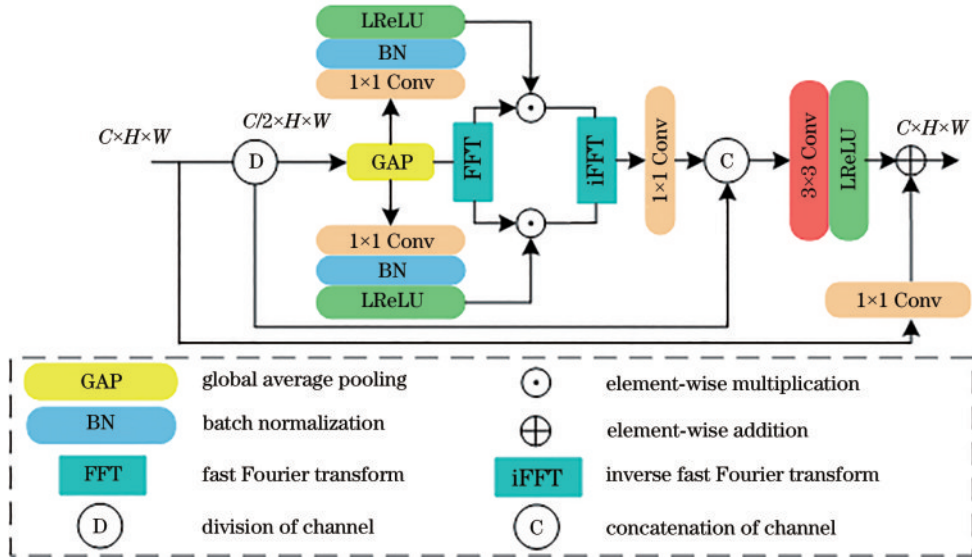 LReLU
BN
1×1 Conv
C×H×W
C/2×H×W
D
GAP
FFT
iFFT
1×1 Conv
C
3×3 Conv
LReLU
C×H×W
1×1 Conv
BN
LReLU
1×1 Conv
GAP global average pooling
element-wise multiplication
BN batch normalization
element-wise addition
FFT fast Fourier transform
iFFT inverse fast Fourier transform
D division of channel
C concatenation of channel